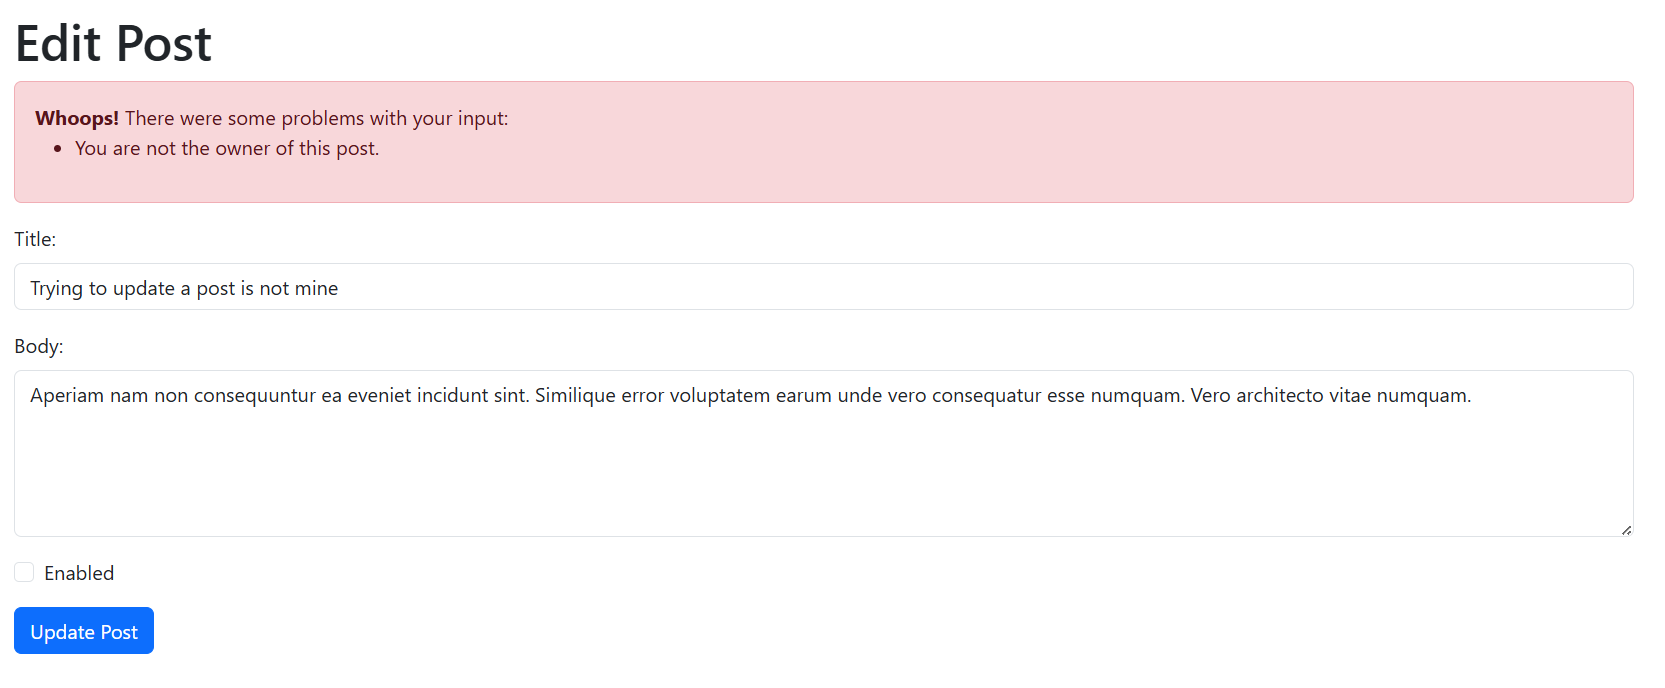 Edit Post
Whoops! There were some problems with your input:
• You are not the owner of this post.
Title:
Trying to update a post is not mine
Body:
Aperiam nam non consequuntur ea eveniet incidunt sint. Similique error voluptatem earum unde vero consequatur esse numquam. Vero architecto vitae numquam.
Enabled
Update Post